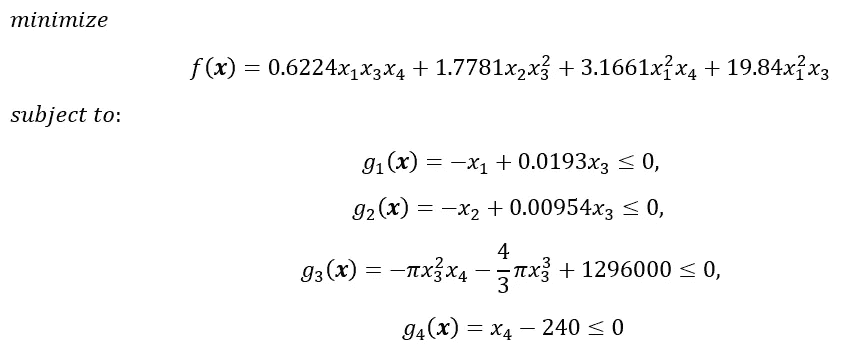 minimize
f(x) = 0.6224x₁x₃x₄ + 1.7781x₂x₃² + 3.1661x₁²x₄ + 19.84x₁²x₃
subject to:
g₁(x) = −x₁ + 0.0193x₃ ≤ 0,
g₂(x) = −x₂ + 0.00954x₃ ≤ 0,
g₃(x) = −πx₃²x₄ − 4/3 πx₃³ + 1296000 ≤ 0,
g₄(x) = x₄ − 240 ≤ 0